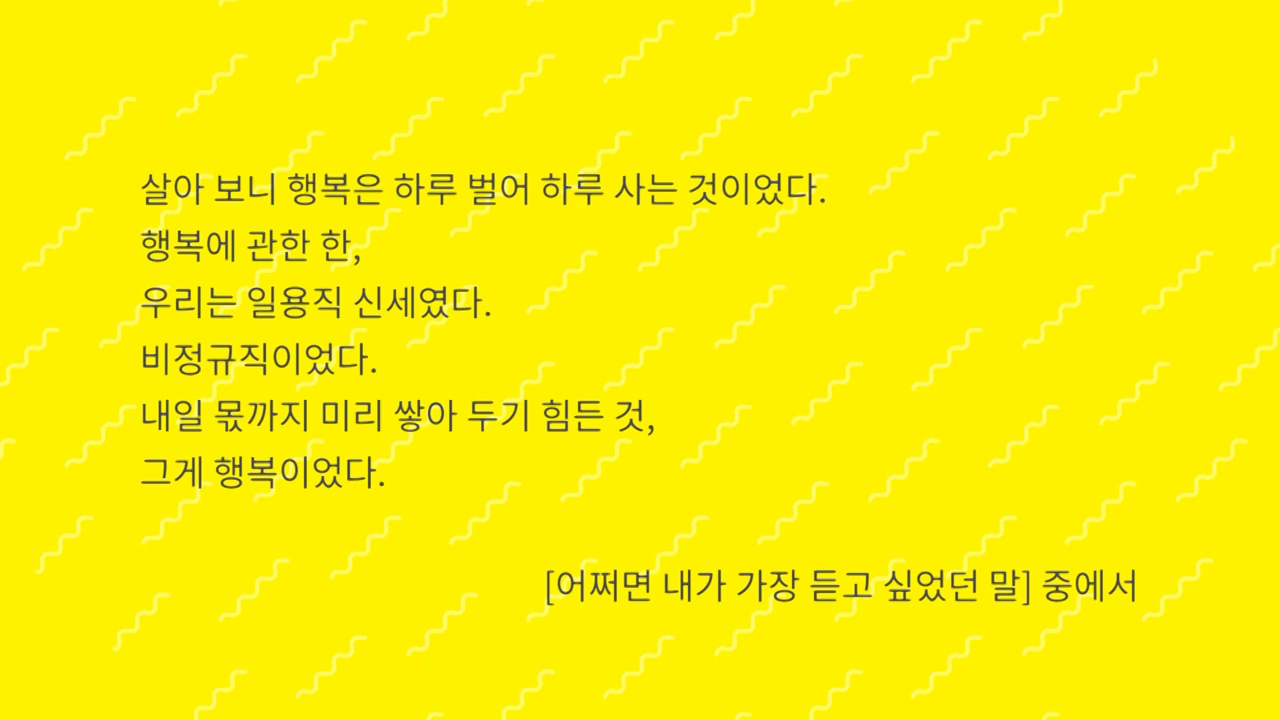 살아 보니 행복은 하루 벌어 하루 사는 것이었다.
행복에 관한 한,
우리는 일용직 신세였다.
비정규직이었다.
내일 몫까지 미리 쌓아 두기 힘든 것,
그게 행복이었다.
[어쩌면 내가 가장 듣고 싶었던 말] 중에서